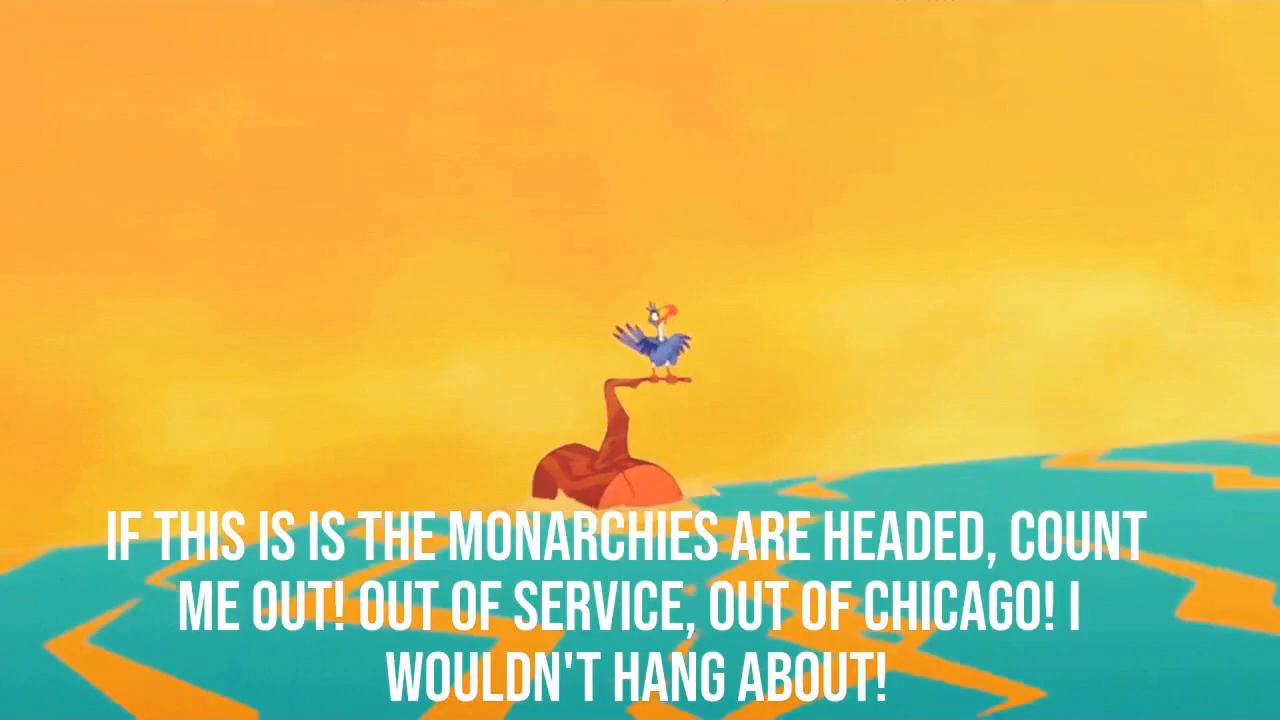 IF THIS IS IS THE MONARCHIES ARE HEADED, COUNT
ME OUT! OUT OF SERVICE, OUT OF CHICAGO! I
WOULDN'T HANG ABOUT!